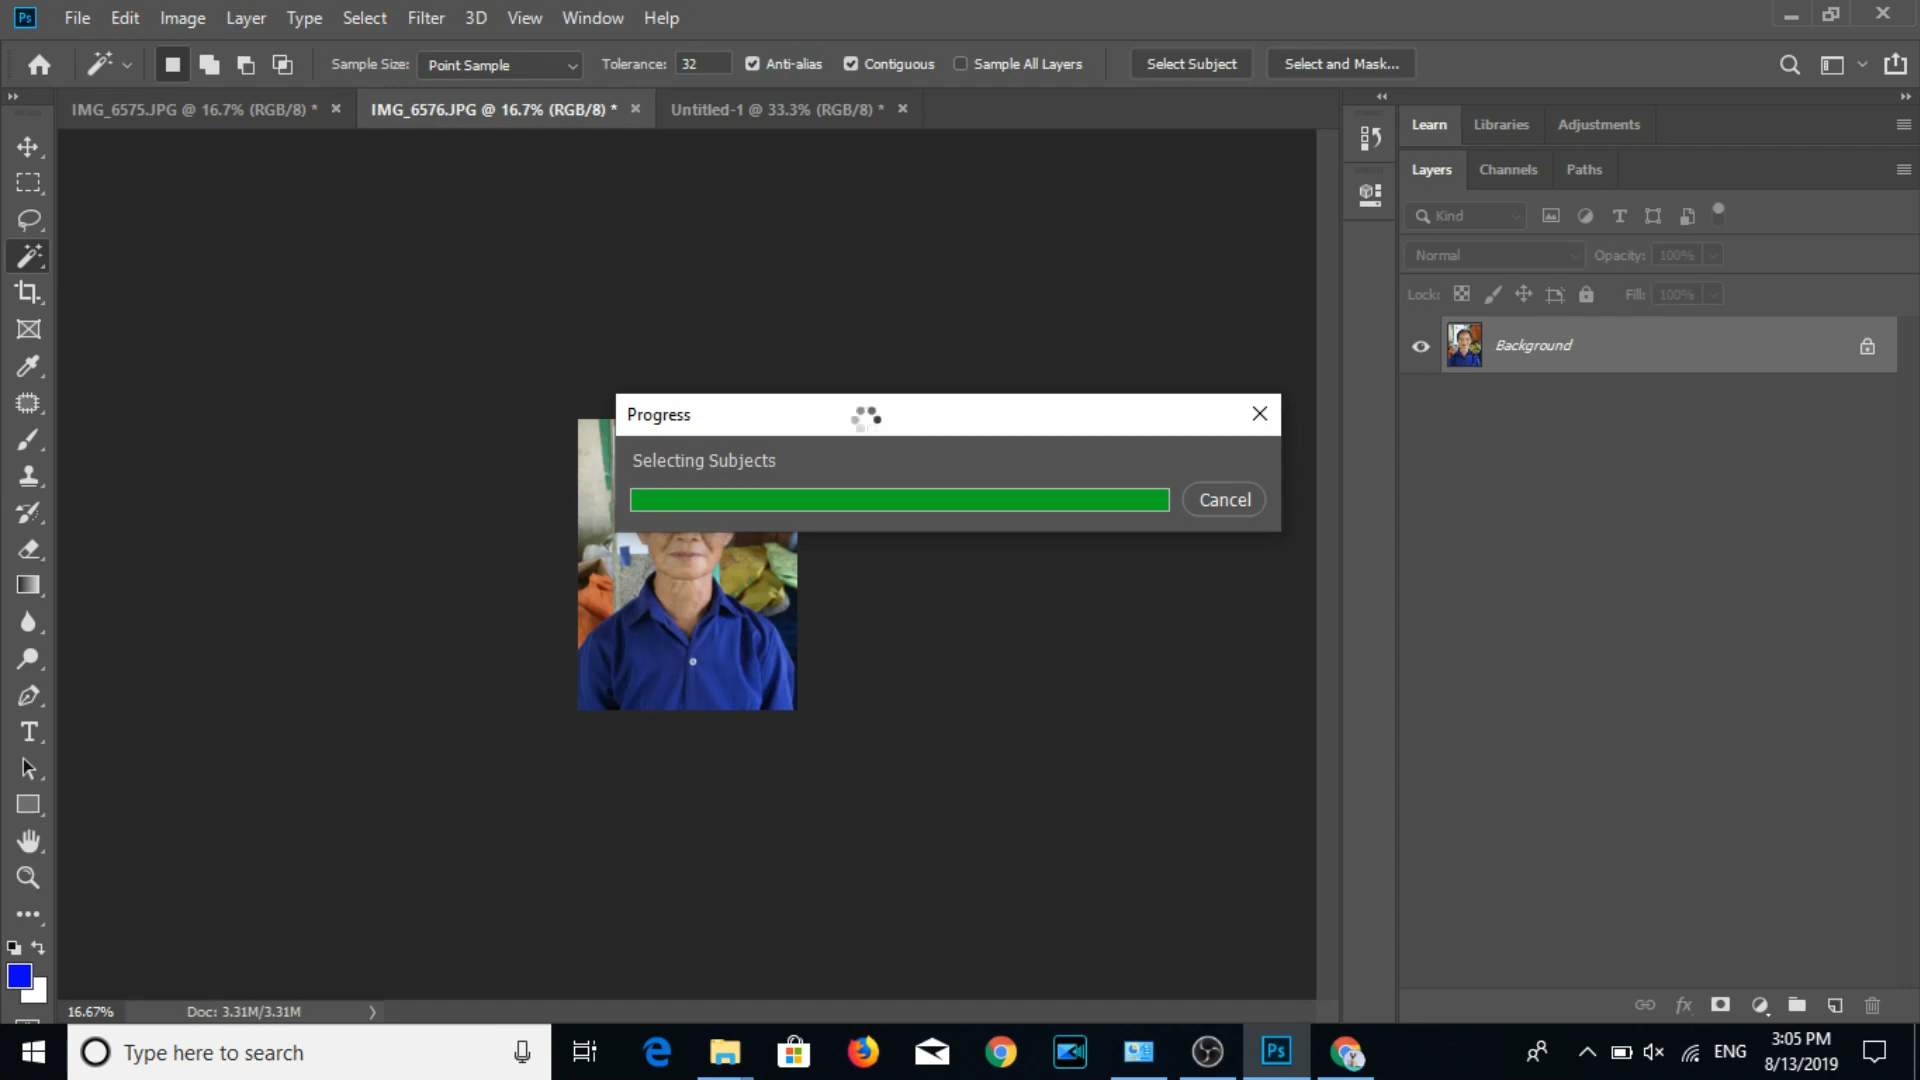 Ps File Edit Image Layer Type Select Filter 3D View Window Help
Sample Size: Point Sample Tolerance: 32 Anti-alias Contiguous Sample All Layers Select Subject Select and Mask...
IMG_6575.JPG @ 16.7% (RGB/8) * IMG_6576.JPG @ 16.7% (RGB/8) * Untitled-1 @ 33.3% (RGB/8) *
Learn Libraries Adjustments
Layers Channels Paths
Kind
Normal Opacity: 100%
Lock: Fill: 100%
Background
Progress
Selecting Subjects
Cancel
16.67% Doc: 3.31M/3.31M
fx
Type here to search
Ps
ENG
3:05 PM
8/13/2019